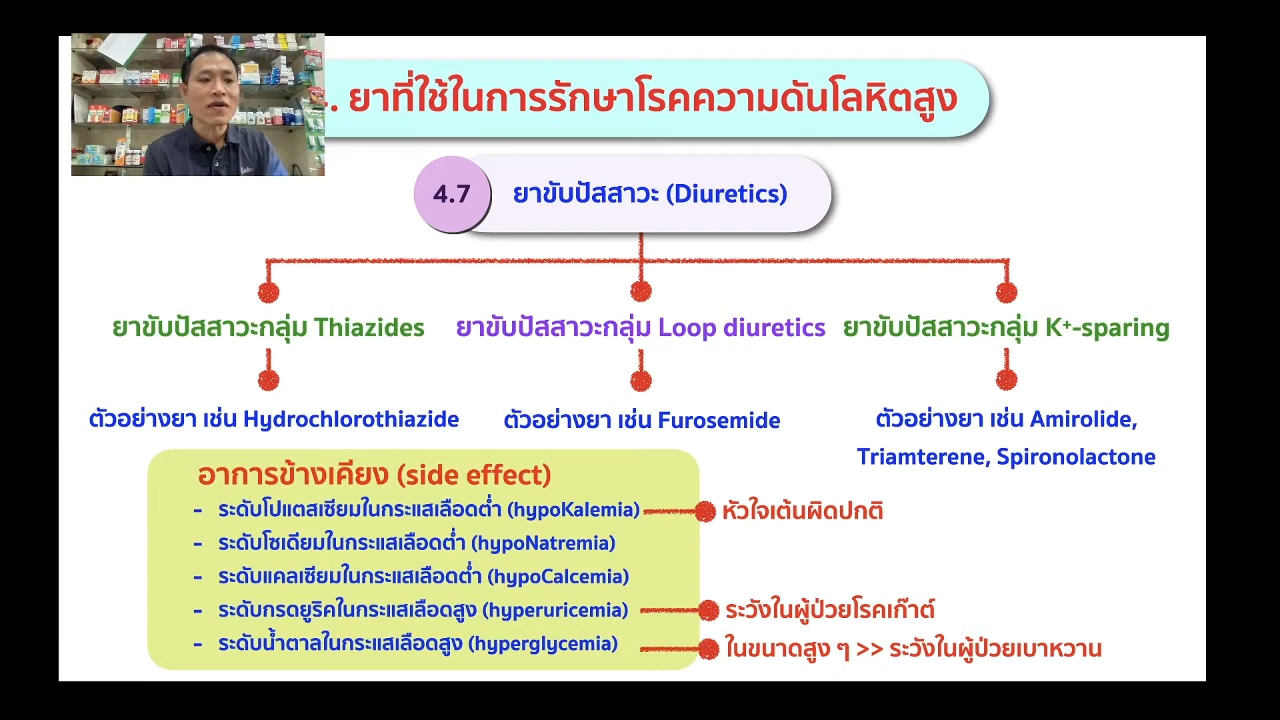 . ยาที่ใช้ในการรักษาโรคความดันโลหิตสูง
4.7 ยาขับปัสสาวะ (Diuretics)
ยาขับปัสสาวะกลุ่ม Thiazides
ยาขับปัสสาวะกลุ่ม Loop diuretics
ยาขับปัสสาวะกลุ่ม K⁺-sparing
ตัวอย่างยา เช่น Hydrochlorothiazide
ตัวอย่างยา เช่น Furosemide
ตัวอย่างยา เช่น Amirolide,
Triamterene, Spironolactone
อาการข้างเคียง (side effect)
- ระดับโปแตสเซียมในกระแสเลือดต่ำ (hypoKalemia)
หัวใจเต้นผิดปกติ
- ระดับโซเดียมในกระแสเลือดต่ำ (hypoNatremia)
- ระดับแคลเซียมในกระแสเลือดต่ำ (hypoCalcemia)
- ระดับกรดยูริคในกระแสเลือดสูง (hyperuricemia)
ระวังในผู้ป่วยโรคเก๊าต์
- ระดับน้ำตาลในกระแสเลือดสูง (hyperglycemia)
ในขนาดสูง ๆ >> ระวังในผู้ป่วยเบาหวาน